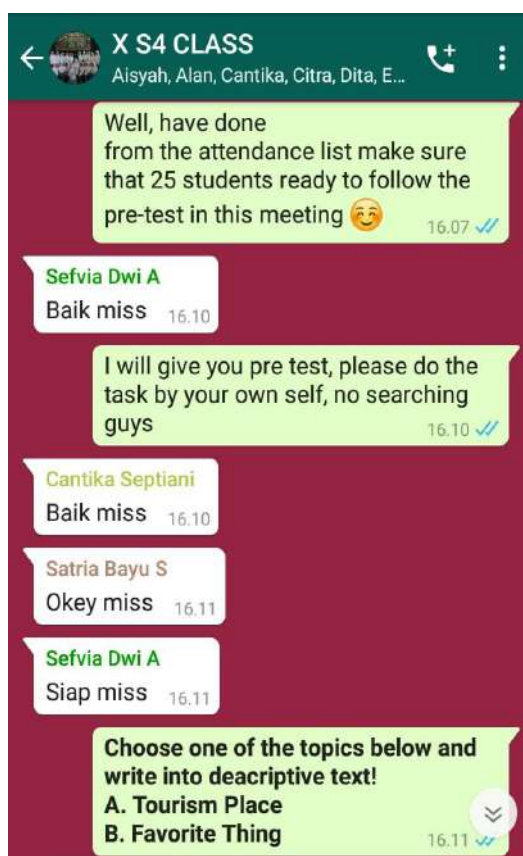 X S4 CLASS
Aisyah, Alan, Cantika, Citra, Dita, E...
Well, have done
from the attendance list make sure
that 25 students ready to follow the
pre-test in this meeting ☺️
16.07
Sefvia Dwi A
Baik miss 16.10
I will give you pre test, please do the
task by your own self, no searching
guys
16.10
Cantika Septiani
Baik miss 16.10
Satria Bayu S
Okey miss 16.11
Sefvia Dwi A
Siap miss 16.11
Choose one of the topics below and
write into deacriptive text!
A. Tourism Place
B. Favorite Thing
16.11